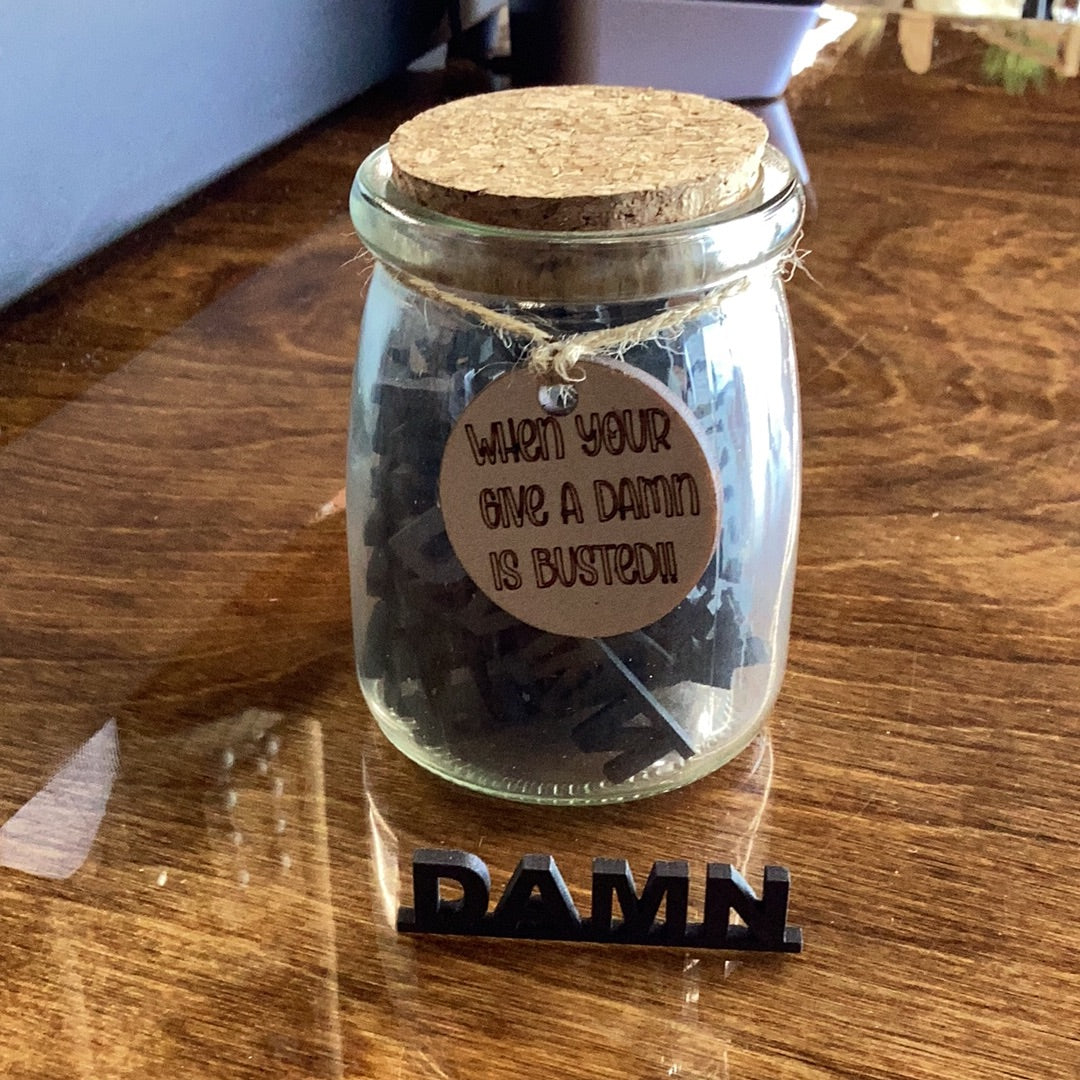 WHEN YOUR
GIVE A DAMN
IS BUSTED!!
DAMN